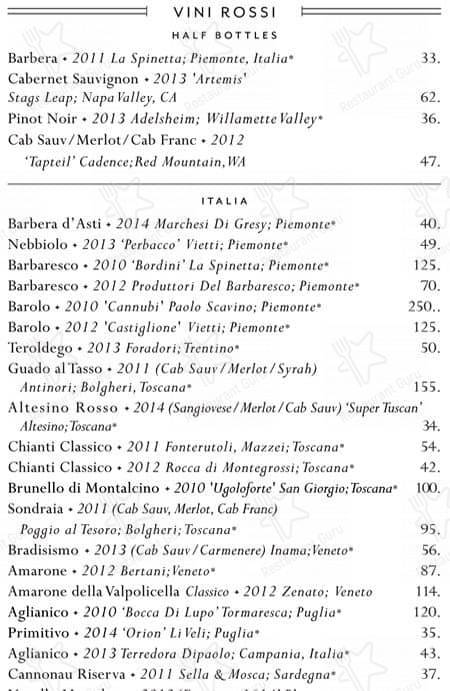 VINI ROSSI
HALF BOTTLES
Barbera • 2011 La Spinetta; Piemonte, Italia* 33.
Cabernet Sauvignon • 2013 'Artemis'
Stags Leap; Napa Valley, CA 62.
Pinot Noir • 2013 Adelsheim; Willamette Valley* 36.
Cab Sauv/Merlot/Cab Franc • 2012
‘Tapteil’ Cadence; Red Mountain, WA 47.
ITALIA
Barbera d’Asti • 2014 Marchesi Di Gresy; Piemonte* 40.
Nebbiolo • 2013 ‘Perbacco’ Vietti; Piemonte* 49.
Barbaresco • 2010 ‘Bordini’ La Spinetta; Piemonte* 125.
Barbaresco • 2012 Produttori Del Barbaresco; Piemonte* 70.
Barolo • 2010 'Cannubi' Paolo Scavino; Piemonte* 250..
Barolo • 2012 'Castiglione' Vietti; Piemonte* 125.
Teroldego • 2013 Foradori; Trentino* 50.
Guado al Tasso • 2011 (Cab Sauv/Merlot/Syrah)
Antinori; Bolgheri, Toscana* 155.
Altesino Rosso • 2014 (Sangiovese/Merlot/Cab Sauv) ‘Super Tuscan’
Altesino; Toscana* 34.
Chianti Classico • 2011 Fonterutoli, Mazzei; Toscana* 54.
Chianti Classico • 2012 Rocca di Montegrossi; Toscana* 42.
Brunello di Montalcino • 2010 'Ugoloforte' San Giorgio; Toscana* 100.
Sondraia • 2011 (Cab Sauv, Merlot, Cab Franc)
Poggio al Tesoro; Bolgheri; Toscana* 95.
Bradisismo • 2013 (Cab Sauv/Carmenere) Inama; Veneto* 56.
Amarone • 2012 Bertani; Veneto* 87.
Amarone della Valpolicella Classico • 2012 Zenato; Veneto 114.
Aglianico • 2010 ‘Bocca Di Lupo’ Tormaresca; Puglia* 120.
Primitivo • 2014 ‘Orion’ Li Veli; Puglia* 35.
Aglianico • 2013 Terredora Dipaolo; Campania, Italia* 43.
Cannonau Riserva • 2011 Sella & Mosca; Sardegna* 37.